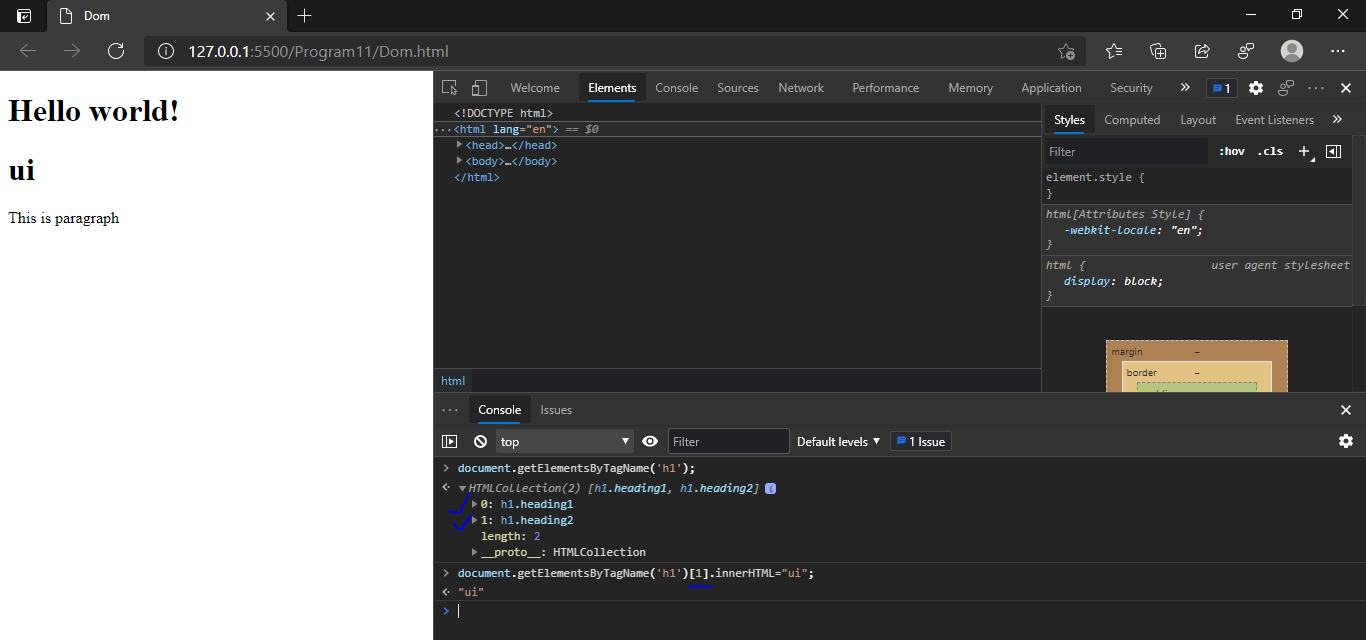 Dom
127.0.0.1:5500/Program11/Dom.html
Hello world!
ui
This is paragraph
Welcome Elements Console Sources Network Performance Memory Application Security » 1
<!DOCTYPE html>
···<html lang="en"> == $0
<head>…</head>
<body>…</body>
</html>
html
Styles Computed Layout Event Listeners »
Filter :hov .cls +
element.style {
}
html[Attributes Style] {
-webkit-locale: "en";
}
html { user agent stylesheet
display: block;
}
margin –
border –
Console Issues
top Filter Default levels 1 Issue
> document.getElementsByTagName('h1');
HTMLCollection(2) [h1.heading1, h1.heading2] i
0: h1.heading1
1: h1.heading2
length: 2
__proto__: HTMLCollection
> document.getElementsByTagName('h1')[1].innerHTML="ui";
"ui"
>